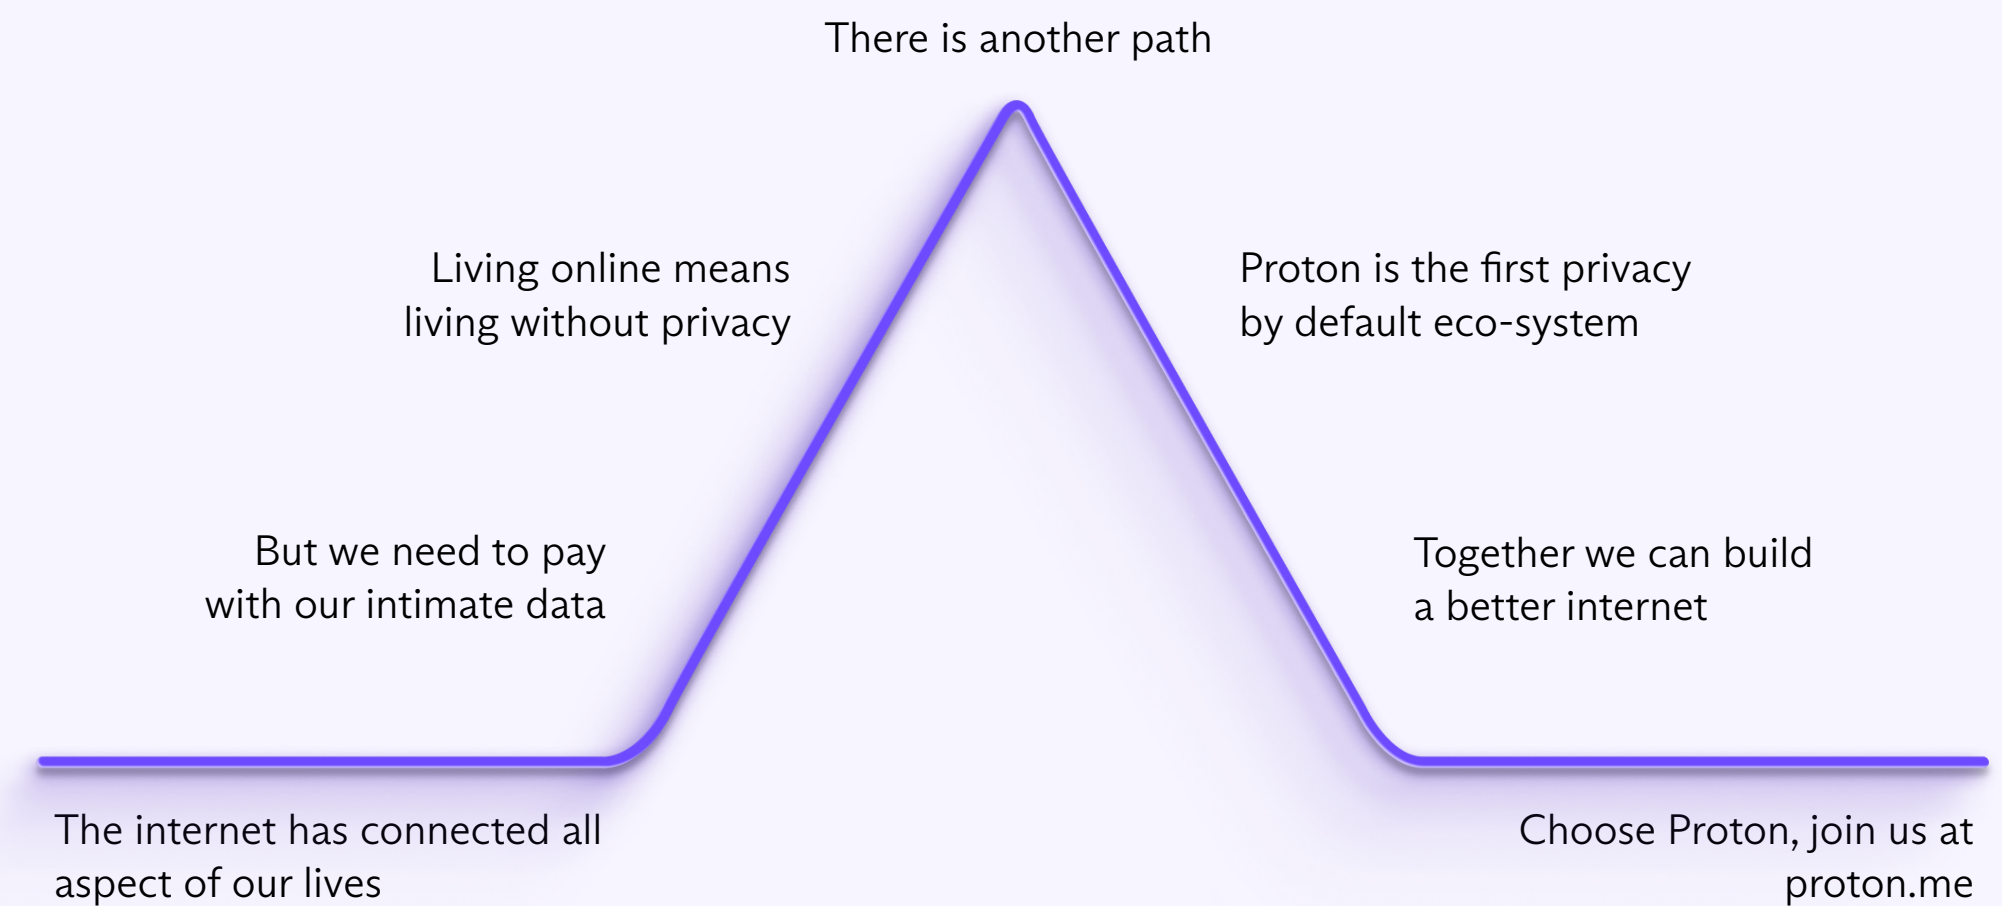 The internet has connected all
aspect of our lives
But we need to pay
with our intimate data
Living online means
living without privacy
There is another path
Proton is the first privacy
by default eco-system
Together we can build
a better internet
Choose Proton, join us at
proton.me